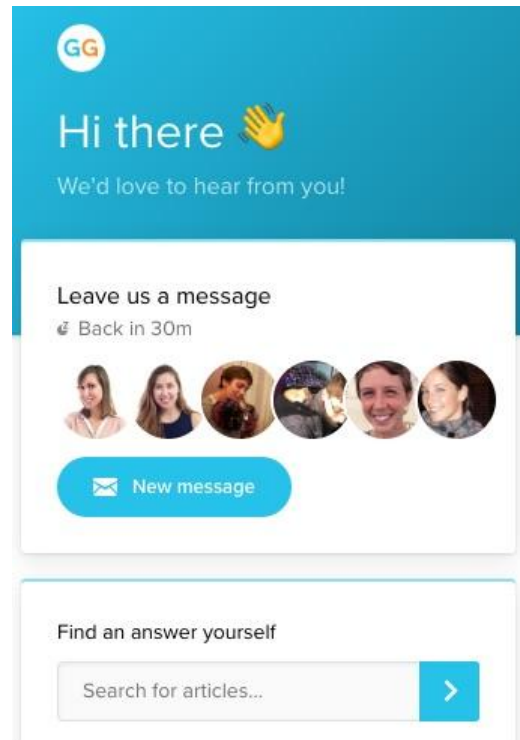 GG
Hi there 👋
We'd love to hear from you!
Leave us a message
Back in 30m
New message
Find an answer yourself
Search for articles...